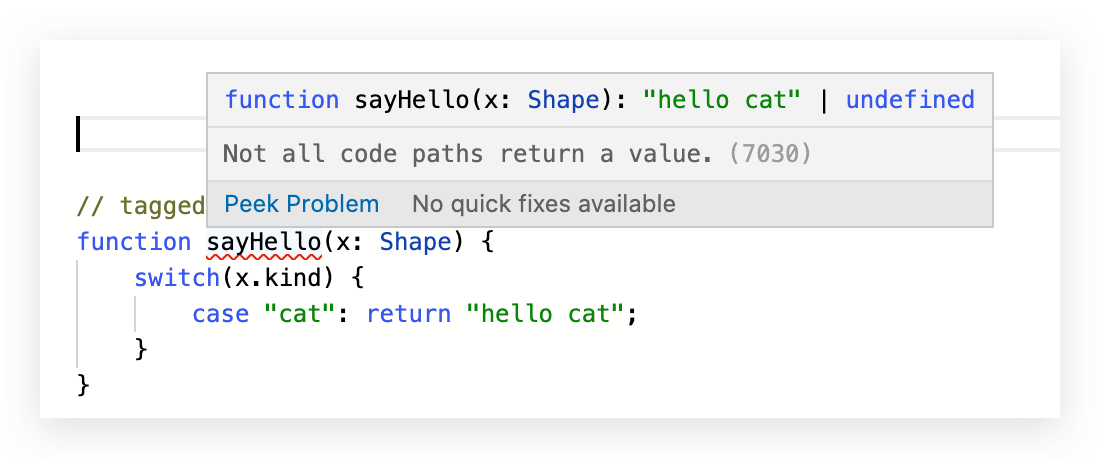 function sayHello(x: Shape): "hello cat" | undefined
Not all code paths return a value. (7030)
Peek Problem No quick fixes available
// tagged
function sayHello(x: Shape) {
switch(x.kind) {
case "cat": return "hello cat";
}
}